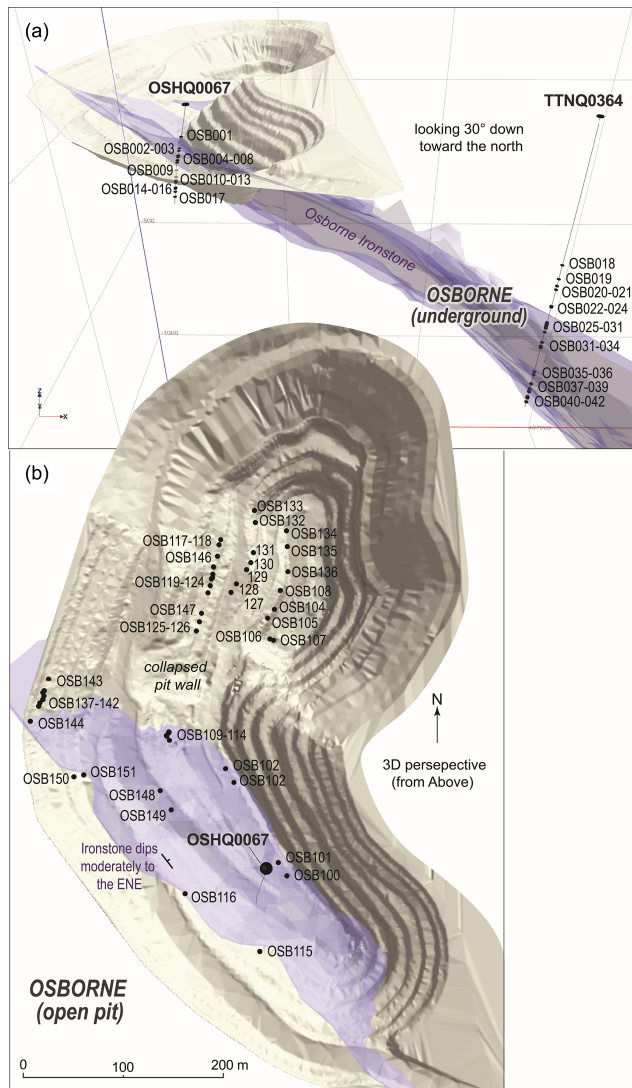 (a)
OSHQ0067
TTNQ0364
looking 30° down
toward the north
OSB001
OSB002-003
OSB004-008
OSB009
OSB010-013
OSB014-016
OSB017
-500
Osborne Ironstone
OSBORNE
(underground)
OSB018
OSB019
OSB020-021
OSB022-024
OSB025-031
OSB031-034
OSB035-036
OSB037-039
OSB040-042
-1000
z
x
467000
(b)
OSB133
OSB132
OSB134
OSB117-118
OSB135
131
OSB146
130
OSB136
129
OSB119-124
128
OSB108
127
OSB104
OSB147
OSB105
OSB125-126
OSB106
OSB107
collapsed
pit wall
OSB143
OSB137-142
OSB144
N
3D persepective
(from Above)
OSB109-114
OSB102
OSB102
OSB151
OSB150
OSB148
OSB149
OSHQ0067
OSB101
OSB100
Ironstone dips
moderately to
the ENE
OSB116
OSB115
OSBORNE
(open pit)
0
100
200 m